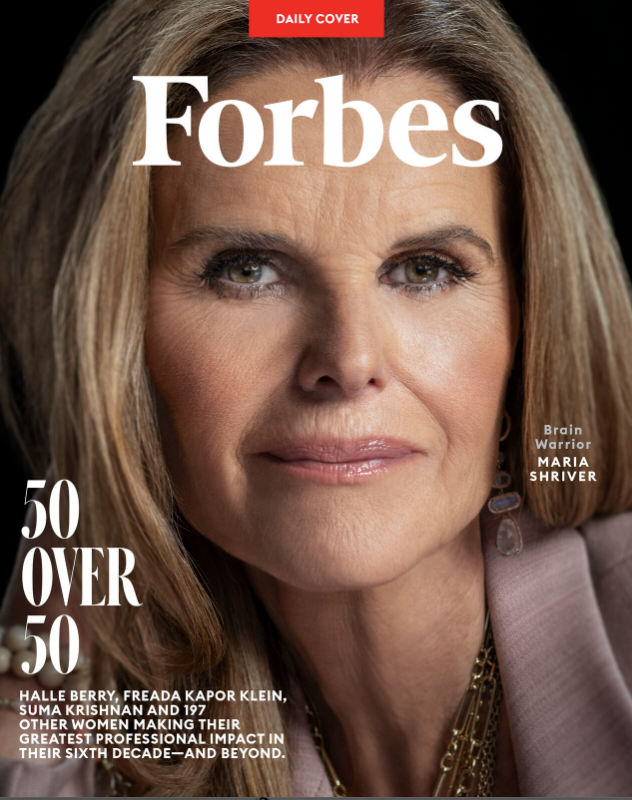 DAILY COVER
Forbes
Brain
Warrior
MARIA
SHRIVER
50
OVER
50
HALLE BERRY, FREADA KAPOR KLEIN,
SUMA KRISHNAN AND 197
OTHER WOMEN MAKING THEIR
GREATEST PROFESSIONAL IMPACT IN
THEIR SIXTH DECADE—AND BEYOND.